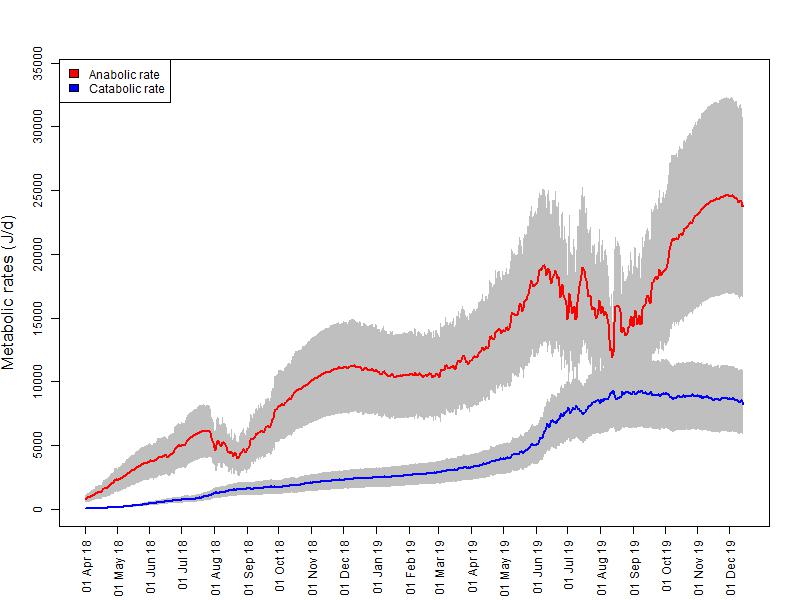 Anabolic rate
Catabolic rate
Metabolic rates (J/d)
35000
30000
25000
20000
15000
10000
5000
0
01 Apr 18
01 May 18
01 Jun 18
01 Jul 18
01 Aug 18
01 Sep 18
01 Oct 18
01 Nov 18
01 Dec 18
01 Jan 19
01 Feb 19
01 Mar 19
01 Apr 19
01 May 19
01 Jun 19
01 Jul 19
01 Aug 19
01 Sep 19
01 Oct 19
01 Nov 19
01 Dec 19